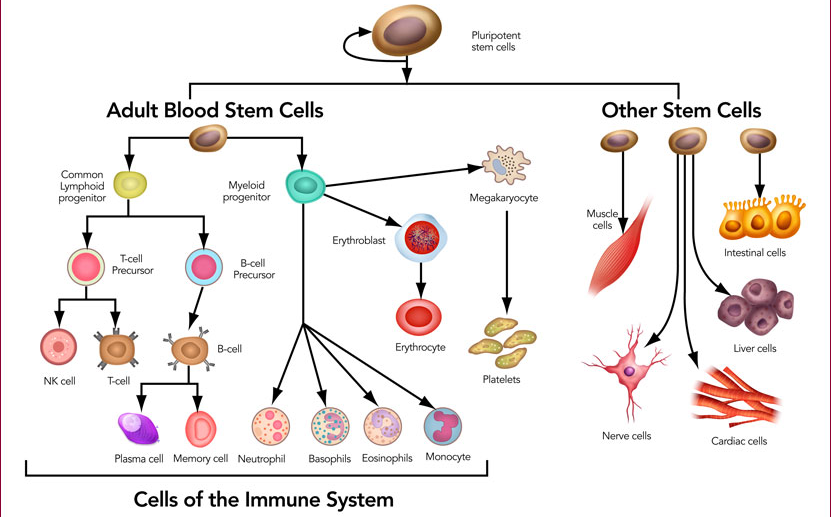 Pluripotent
stem cells
Adult Blood Stem Cells
Other Stem Cells
Common
Lymphoid
progenitor
Myeloid
progenitor
Megakaryocyte
Muscle
cells
Erythroblast
Intestinal cells
T-cell
Precursor
B-cell
Precursor
Erythrocyte
Liver cells
B-cell
NK cell
T-cell
Platelets
Nerve cells
Cardiac cells
Plasma cell
Memory cell
Neutrophil
Basophils
Eosinophils
Monocyte
Cells of the Immune System